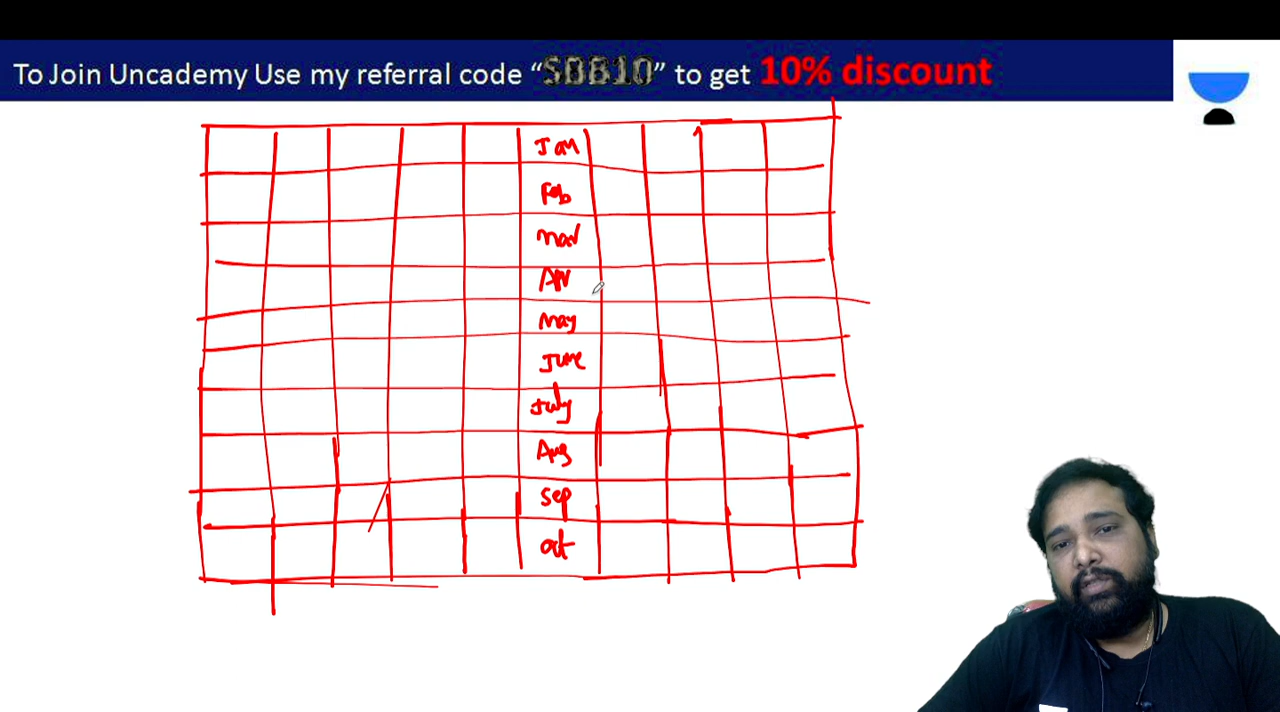 To Join Uncademy Use my referral code “SBB10” to get 10% discount
Jan
Feb
Mar
Apr
May
June
July
Aug
Sep
oct